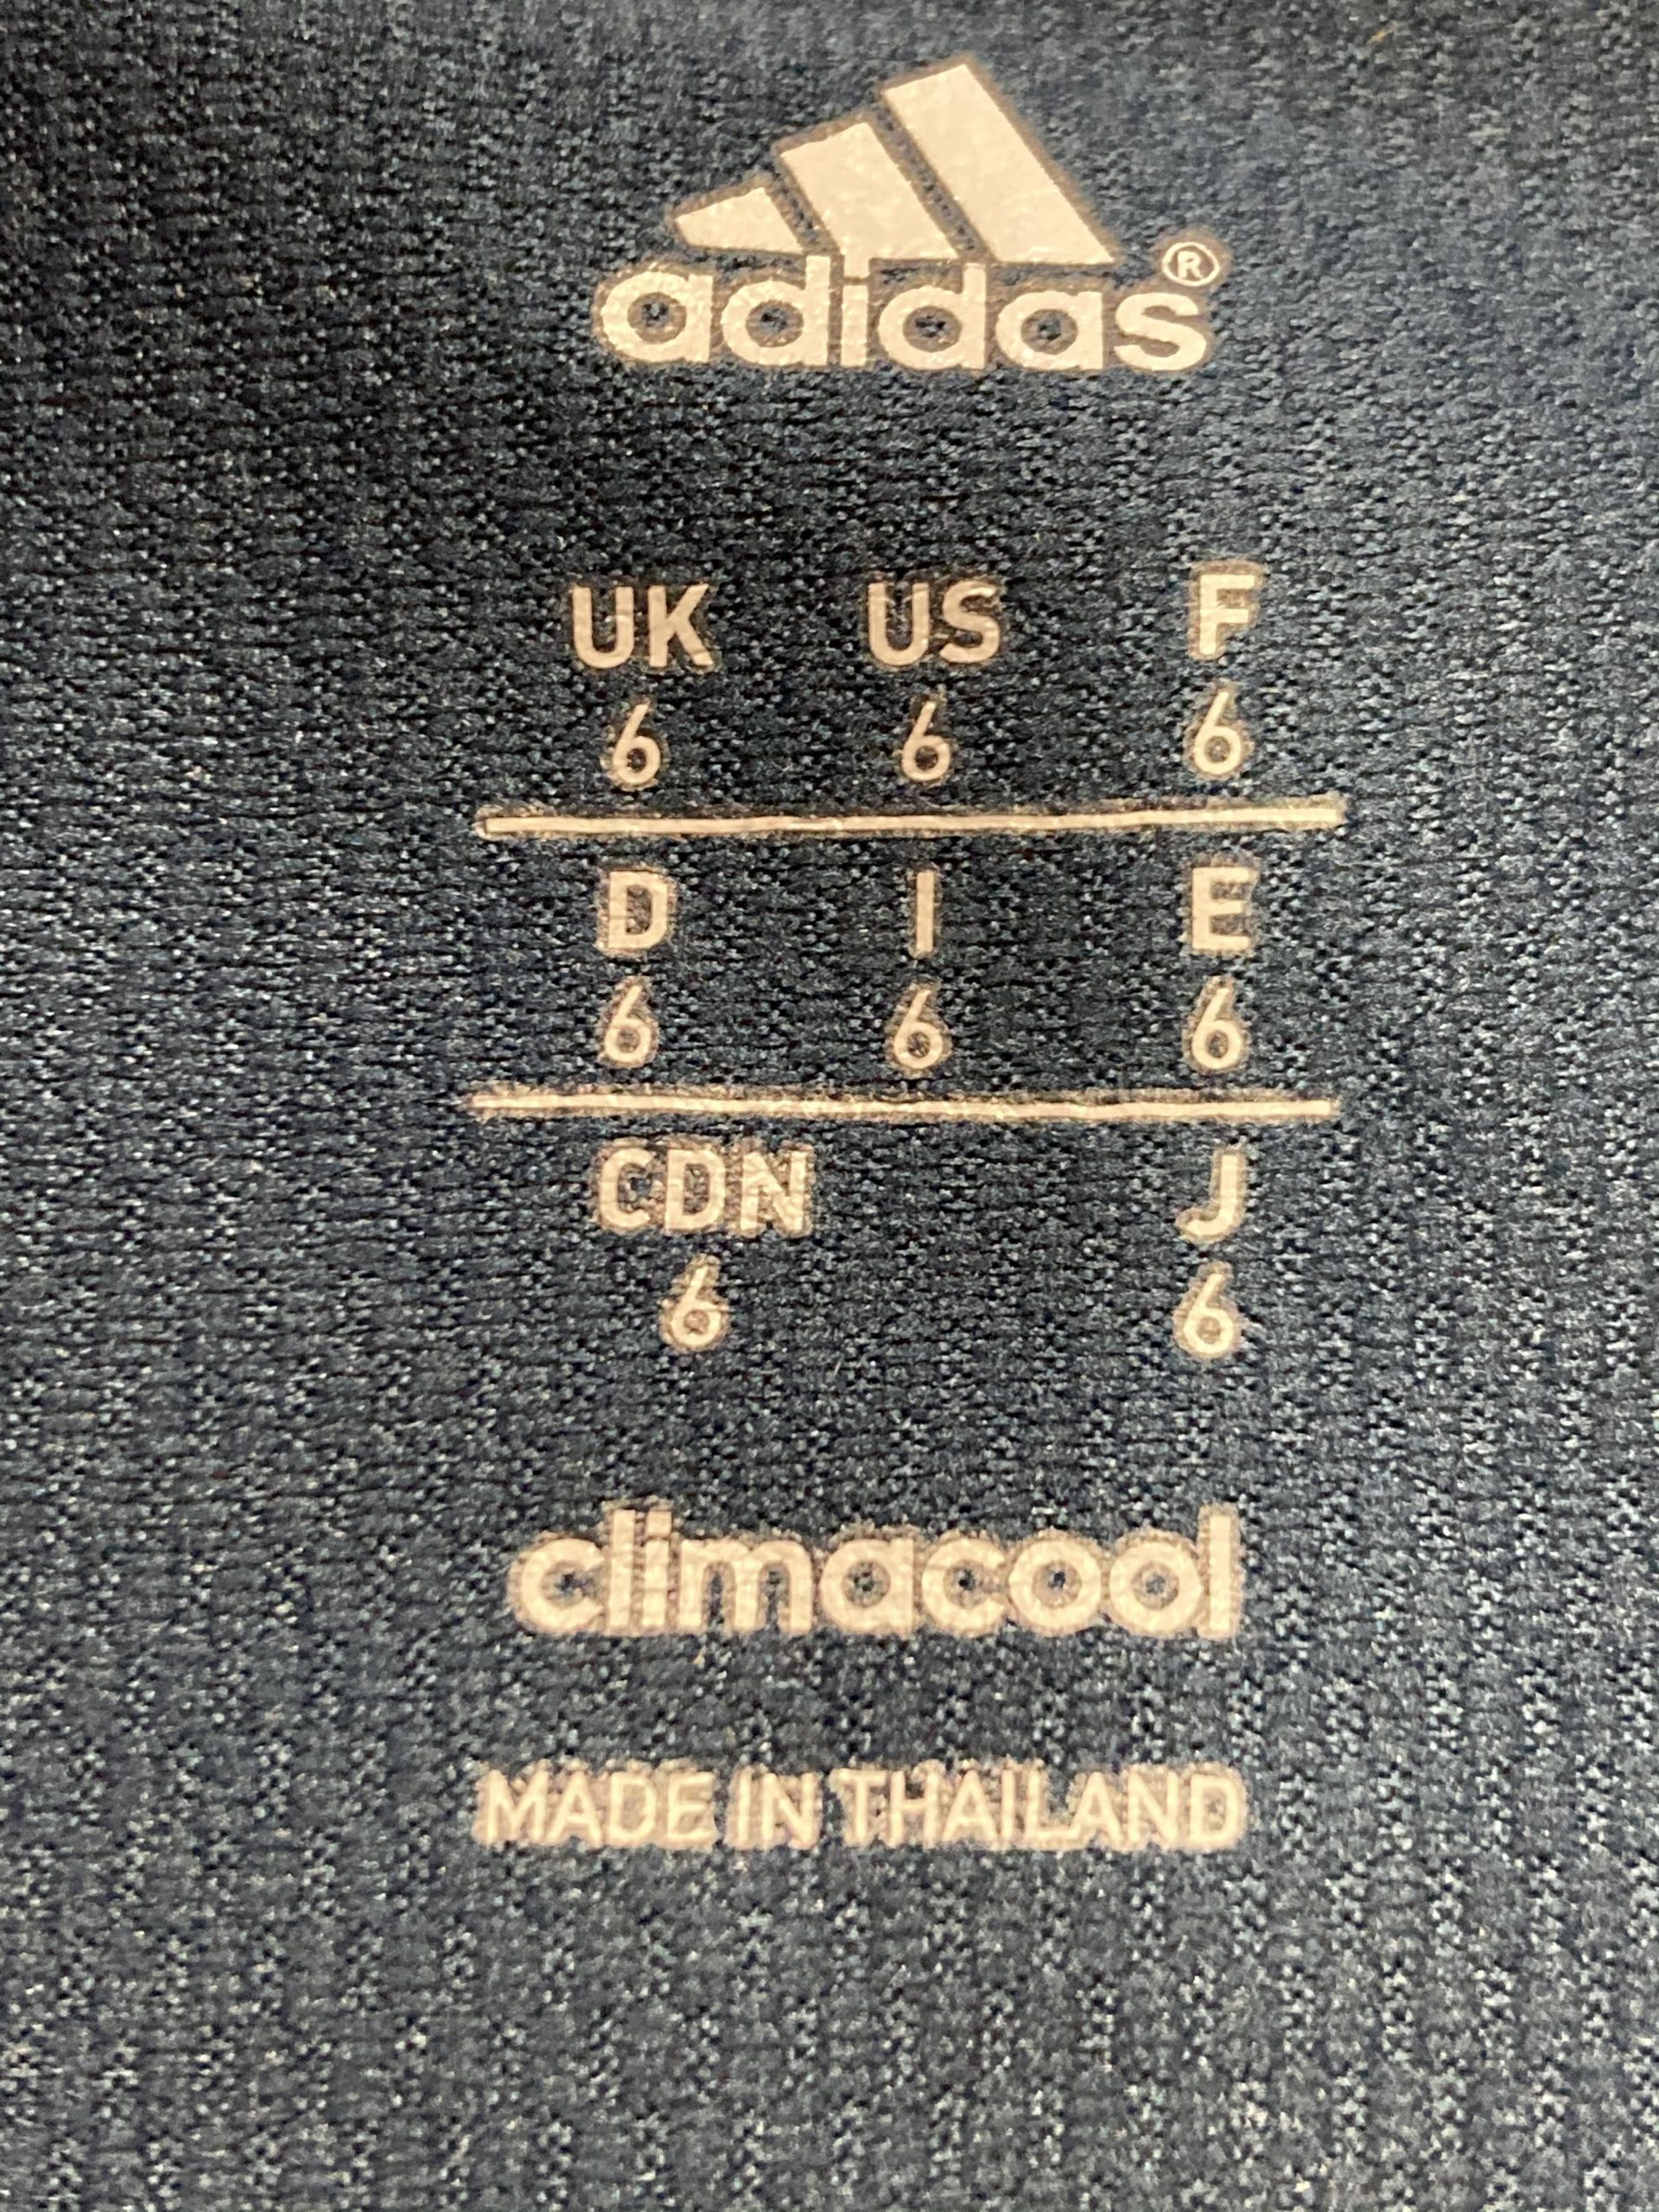 adidas®
UK US F
6 6 6
D I E
6 6 6
CDN J
6 6
climacool
MADE IN THAILAND